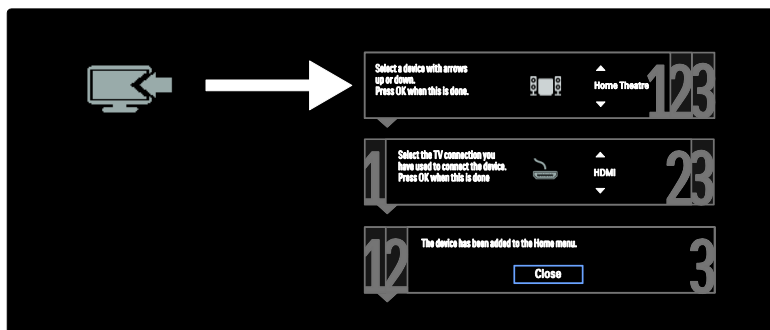 Select a device with arrows
up or down.
Press OK when this is done.
Home Theatre
123
1
Select the TV connection you
have used to connect the device.
Press OK when this is done
HDMI
23
12
The device has been added to the Home menu.
Close
3